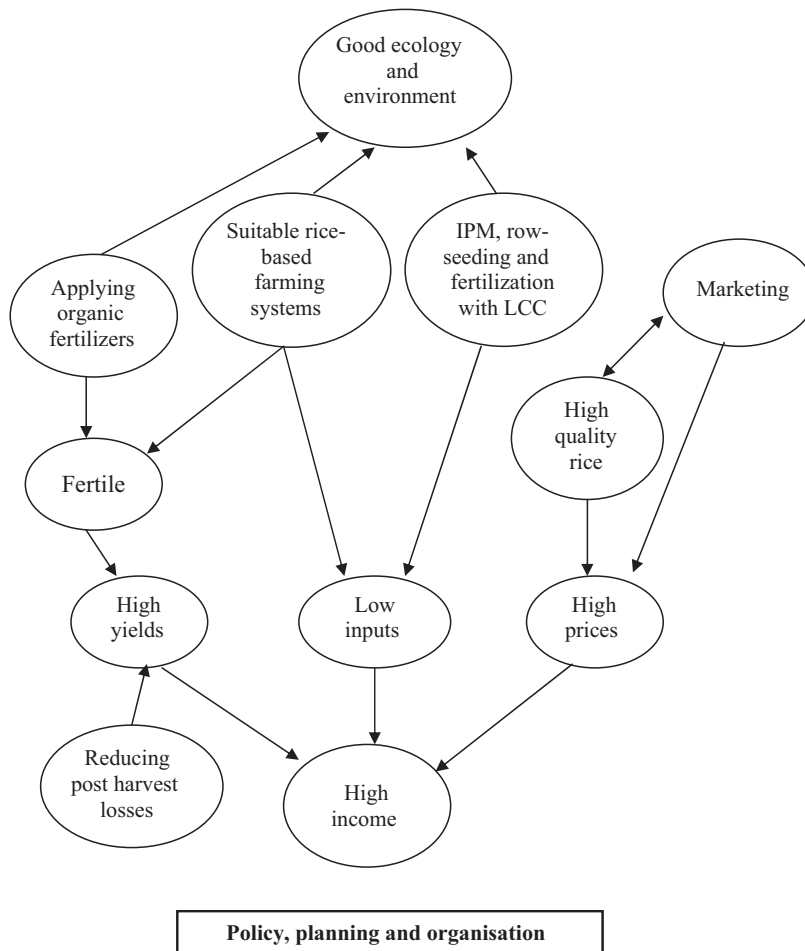 Good ecology
and
environment
Suitable rice-
based
farming
systems
IPM, row-
seeding and
fertilization
with LCC
Applying
organic
fertilizers
Marketing
High
quality
rice
Fertile
High
yields
Low
inputs
High
prices
Reducing
post harvest
losses
High
income
Policy, planning and organisation